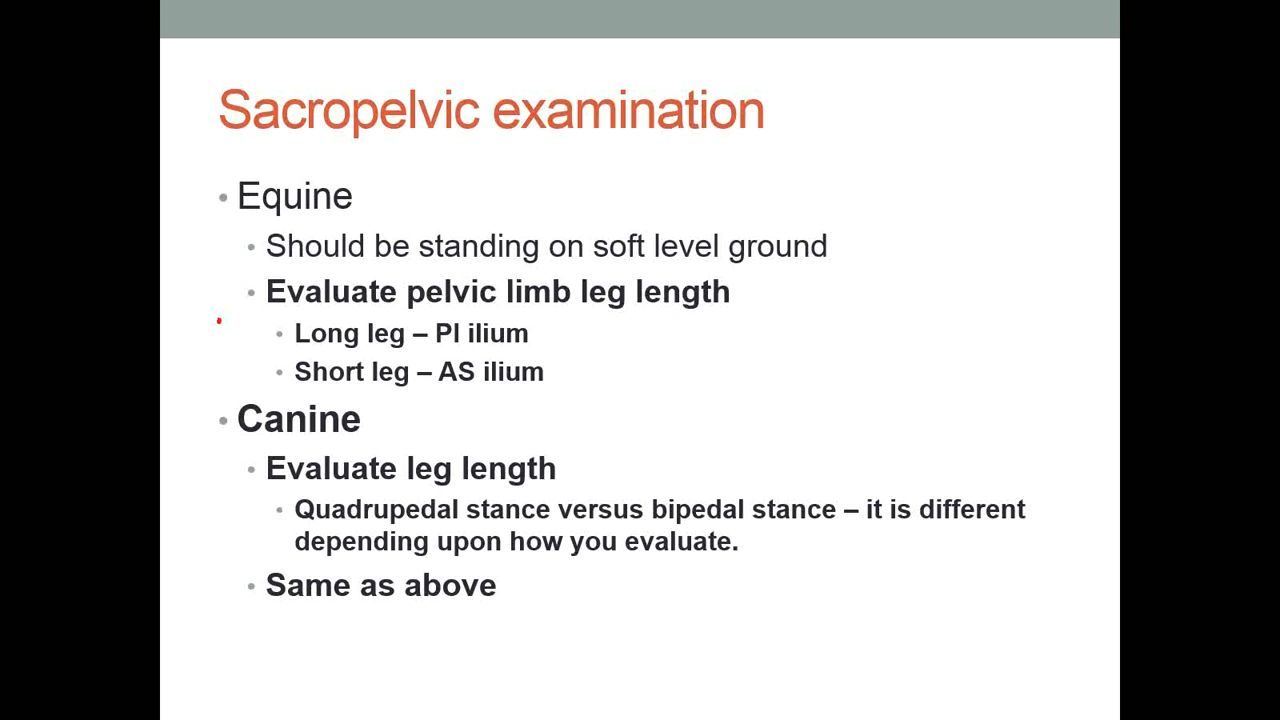 Sacropelvic examination
• Equine
• Should be standing on soft level ground
• Evaluate pelvic limb leg length
• Long leg – PI ilium
• Short leg – AS ilium
• Canine
• Evaluate leg length
• Quadrupedal stance versus bipedal stance – it is different
depending upon how you evaluate.
• Same as above